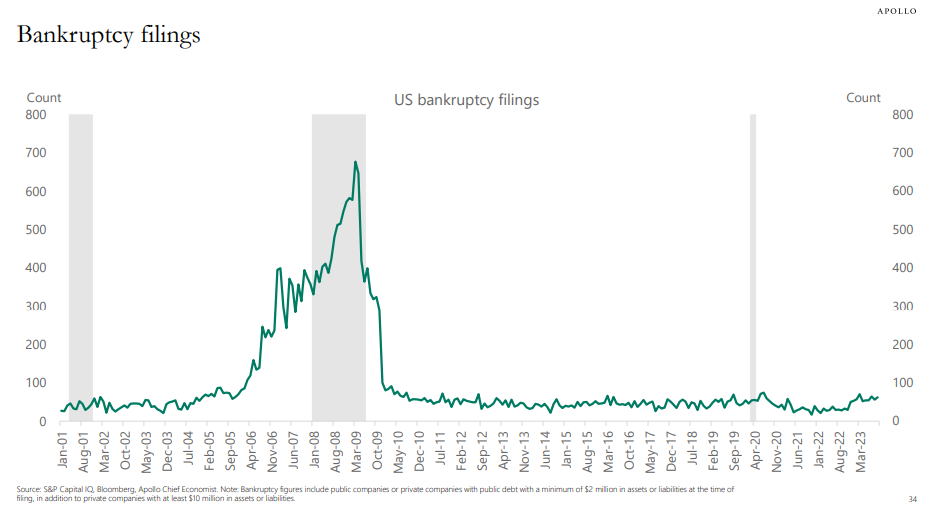 APOLLO
Bankruptcy filings
Count
US bankruptcy filings
Count
800
700
600
500
400
300
200
100
0
800
700
600
500
400
300
200
100
0
Jan-01
Aug-01
Mar-02
Oct-02
May-03
Dec-03
Jul-04
Feb-05
Sep-05
Apr-06
Nov-06
Jun-07
Jan-08
Aug-08
Mar-09
Oct-09
May-10
Dec-10
Jul-11
Feb-12
Sep-12
Apr-13
Nov-13
Jun-14
Jan-15
Aug-15
Mar-16
Oct-16
May-17
Dec-17
Jul-18
Feb-19
Sep-19
Apr-20
Nov-20
Jun-21
Jan-22
Aug-22
Mar-23
Source: S&P Capital IQ, Bloomberg, Apollo Chief Economist. Note: Bankruptcy figures include public companies or private companies with public debt with a minimum of $2 million in assets or liabilities at the time of
filing, in addition to private companies with at least $10 million in assets or liabilities.
34